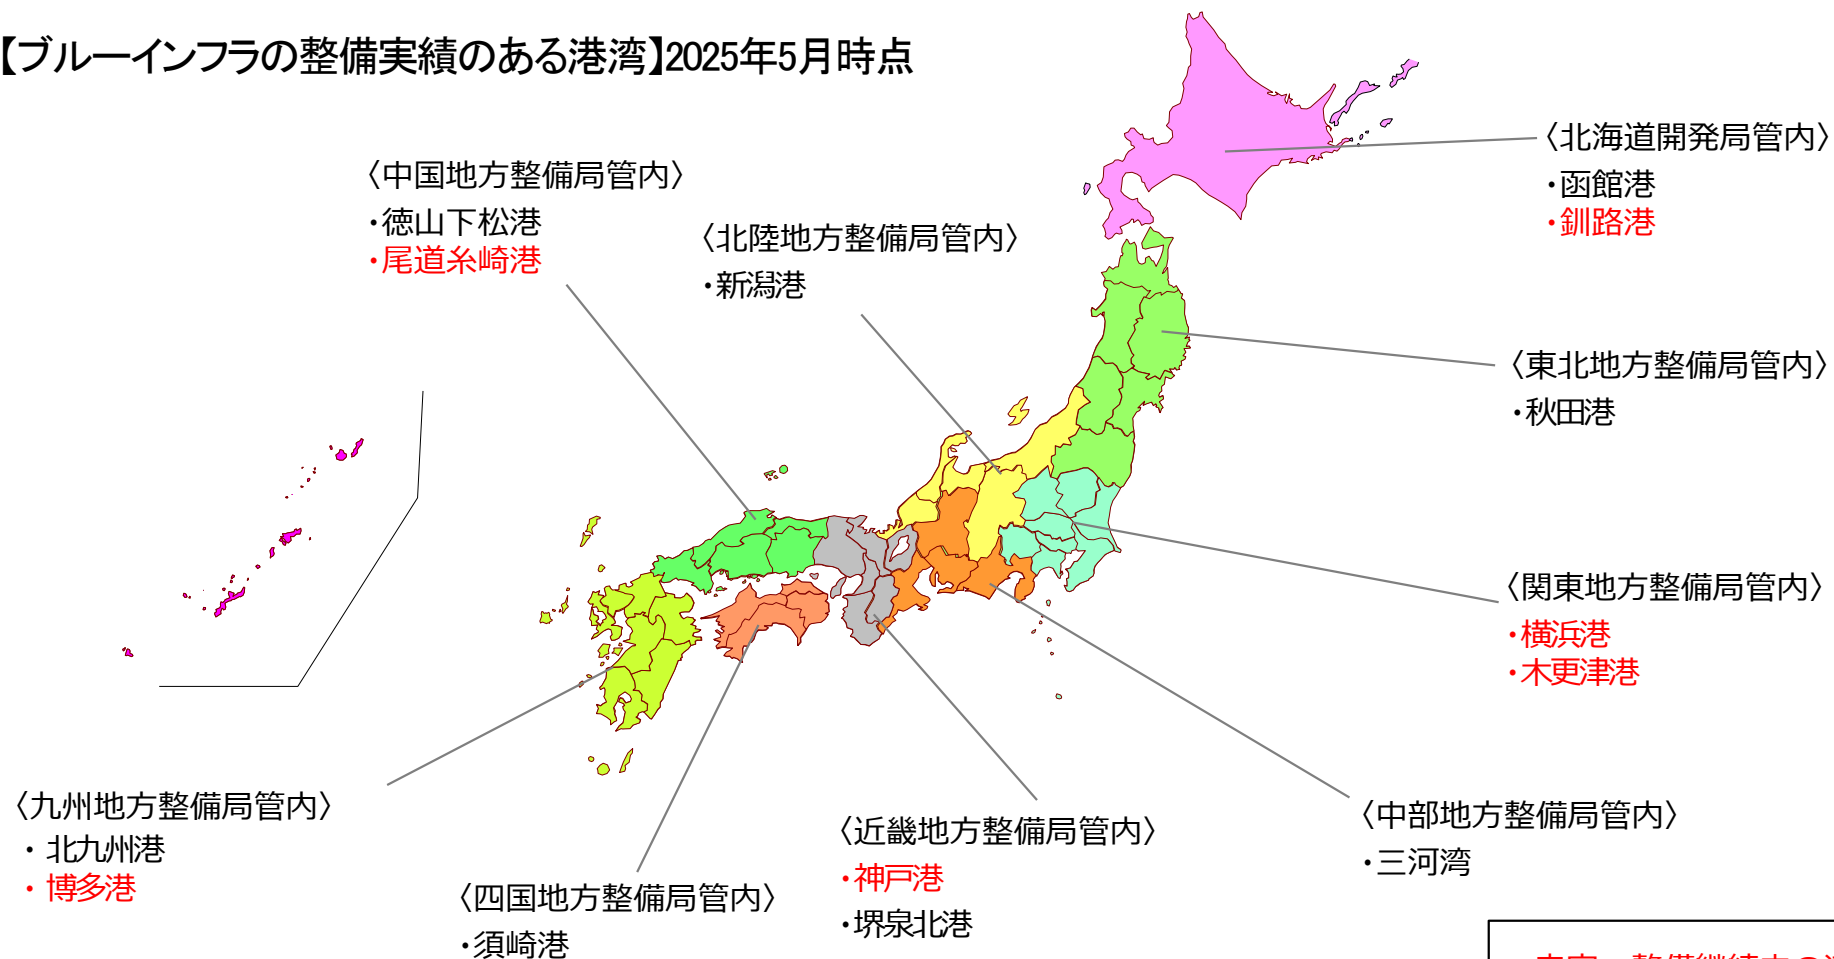 【ブルーインフラの整備実績のある港湾】2025年5月時点
〈中国地方整備局管内〉
・徳山下松港
・尾道糸崎港
〈北陸地方整備局管内〉
・新潟港
〈北海道開発局管内〉
・函館港
・釧路港
〈東北地方整備局管内〉
・秋田港
〈関東地方整備局管内〉
・横浜港
・木更津港
〈中部地方整備局管内〉
・三河湾
〈近畿地方整備局管内〉
・神戸港
・堺泉北港
〈四国地方整備局管内〉
・須崎港
〈九州地方整備局管内〉
・北九州港
・博多港